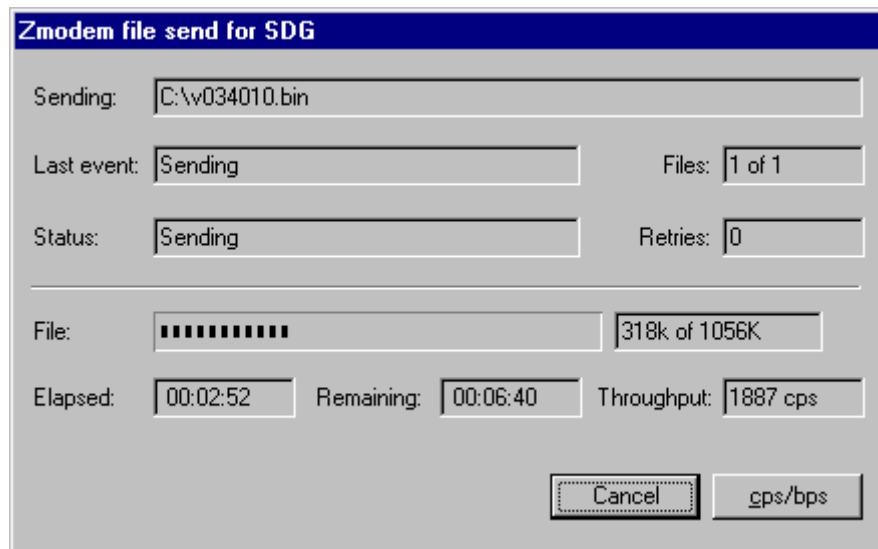 Zmodem file send for SDG
Sending: C:\v034010.bin
Last event: Sending Files: 1 of 1
Status: Sending Retries: 0
File: 318k of 1056K
Elapsed: 00:02:52 Remaining: 00:06:40 Throughput: 1887 cps
Cancel cps/bps